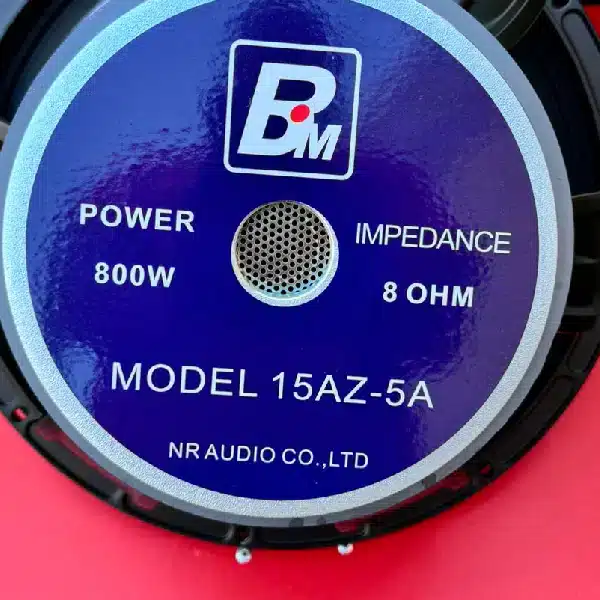 BM
POWER
800W
IMPEDANCE
8 OHM
MODEL 15AZ-5A
NR AUDIO CO.,LTD